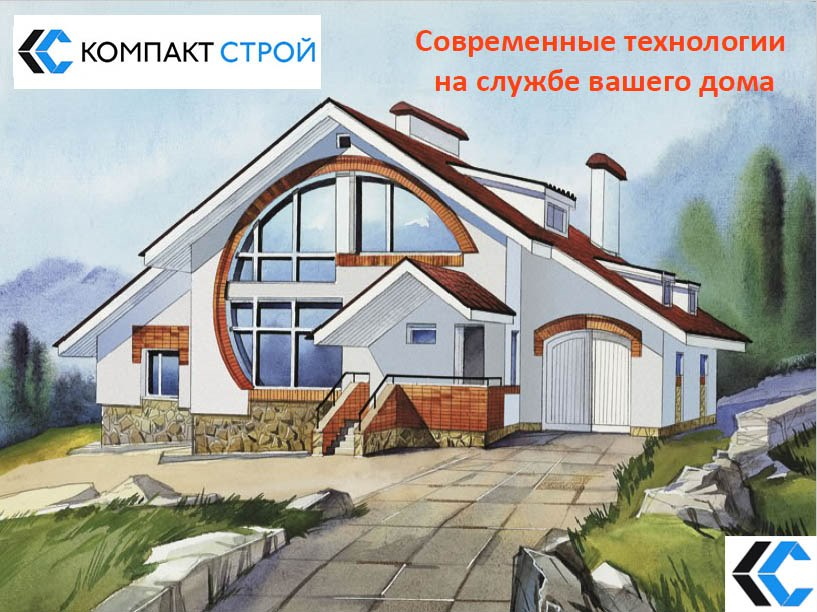 КОМПАКТ СТРОЙ
Современные технологии
на службе вашего дома